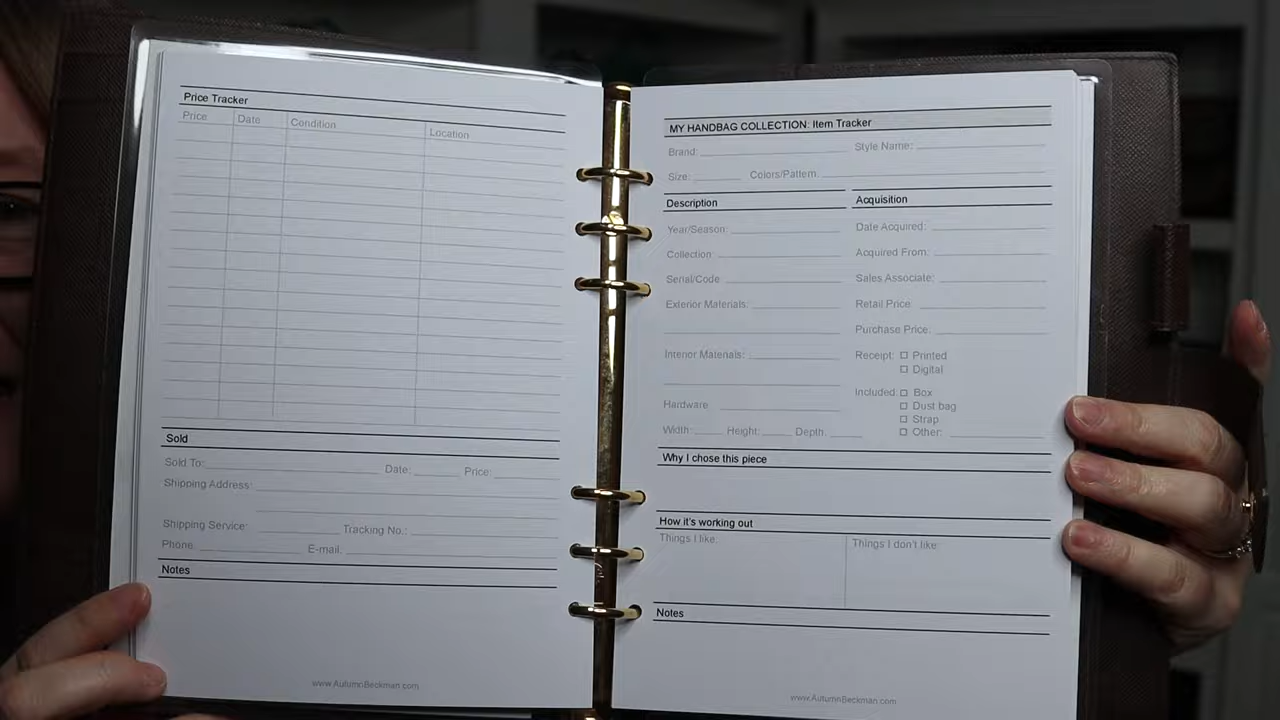 Price Tracker
Price Date Condition Location
Sold
Sold To: Date: Price:
Shipping Address:
Shipping Service: Tracking No.:
Phone E-mail:
Notes
www.AutumnBeckman.com
MY HANDBAG COLLECTION: Item Tracker
Brand: Style Name:
Size: Colors/Pattern:
Description
Year/Season:
Collection:
Serial/Code
Exterior Materials:
Interior Materials:
Hardware
Width: Height: Depth:
Acquisition
Date Acquired:
Acquired From:
Sales Associate:
Retail Price:
Purchase Price:
Receipt: Printed
Digital
Included: Box
Dust bag
Strap
Other:
Why I chose this piece
How it's working out
Things I like: Things I don't like:
Notes
www.AutumnBeckman.com